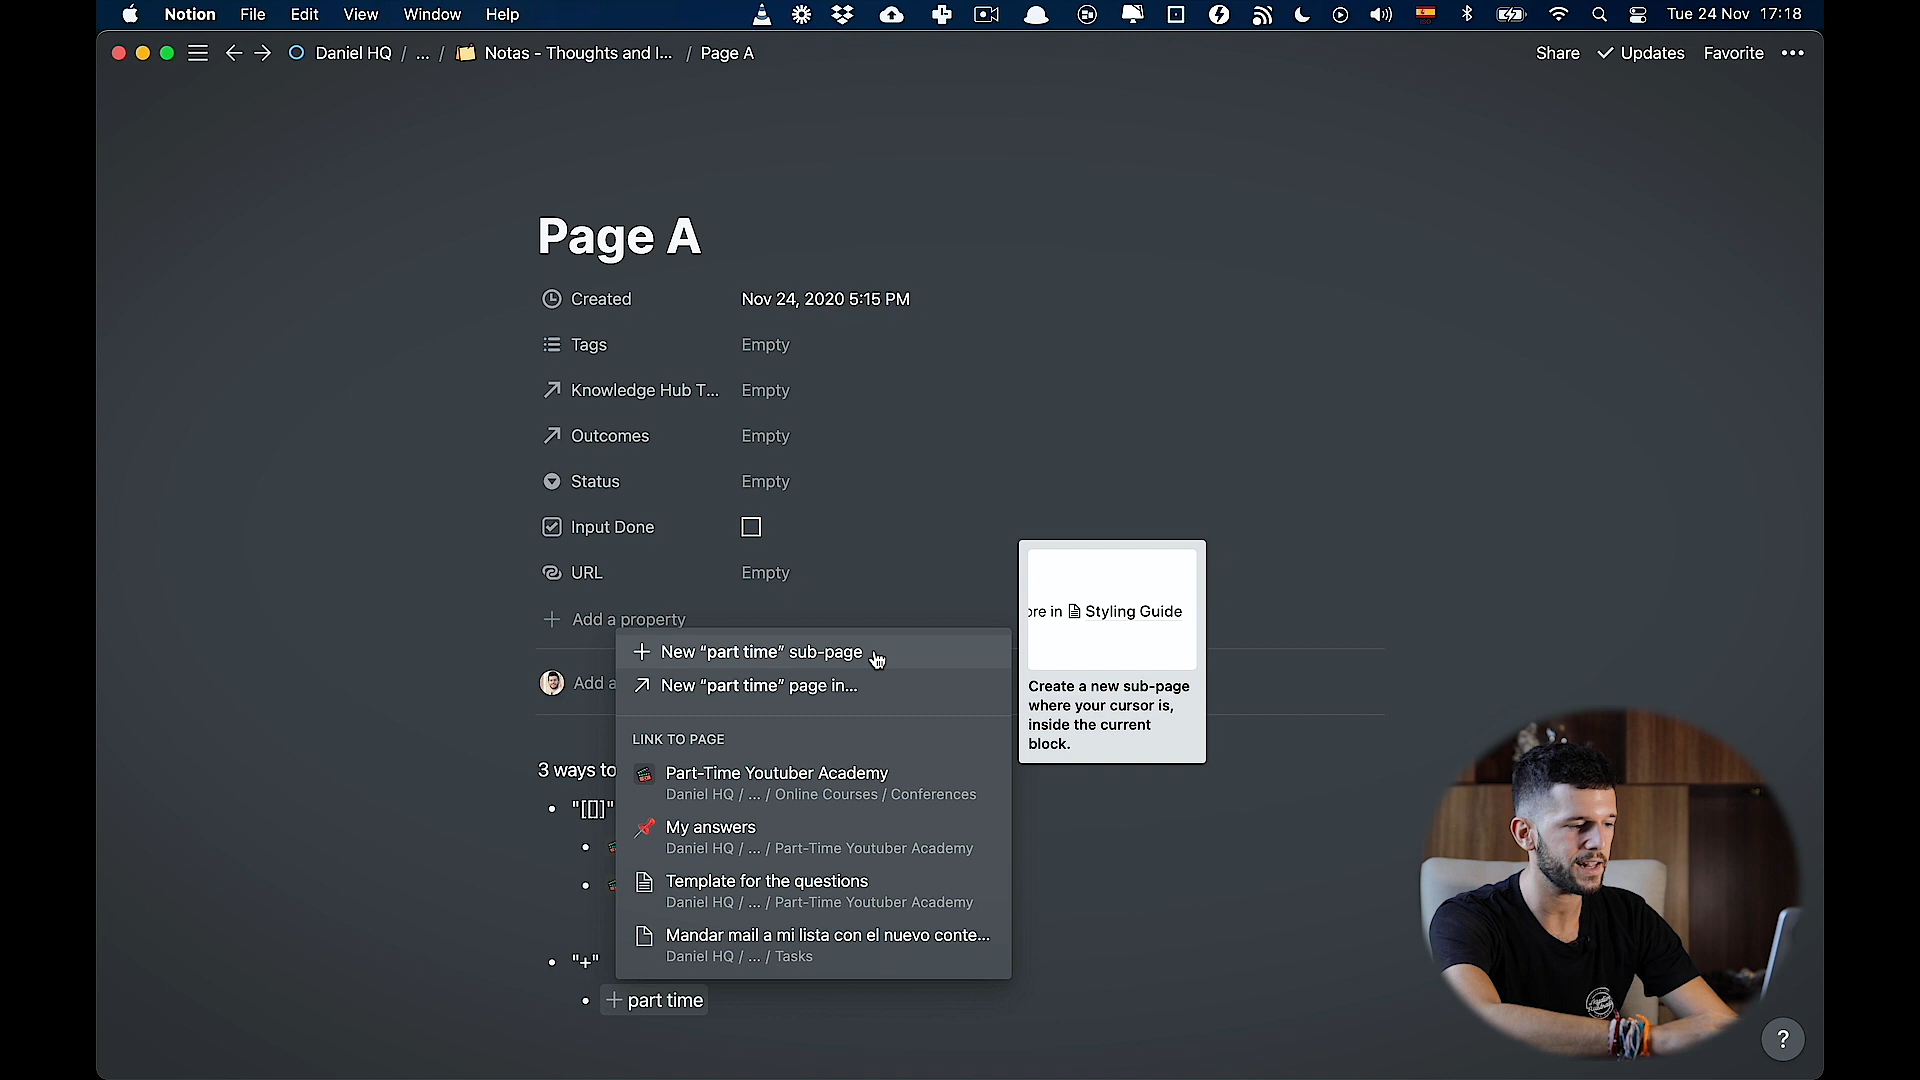 Notion File Edit View Window Help
Tue 24 Nov 17:18
Daniel HQ / ... / Notas - Thoughts and I... / Page A
Share Updates Favorite
Page A
Created Nov 24, 2020 5:15 PM
Tags Empty
Knowledge Hub T... Empty
Outcomes Empty
Status Empty
Input Done
URL Empty
Add a property
Add a
New “part time” sub-page
New “part time” page in...
LINK TO PAGE
Part-Time Youtuber Academy
Daniel HQ / ... / Online Courses / Conferences
My answers
Daniel HQ / ... / Part-Time Youtuber Academy
Template for the questions
Daniel HQ / ... / Part-Time Youtuber Academy
Mandar mail a mi lista con el nuevo conte...
Daniel HQ / ... / Tasks
ore in Styling Guide
Create a new sub-page
where your cursor is,
inside the current
block.
3 ways to
"[[]]"
"+"
+ part time
?